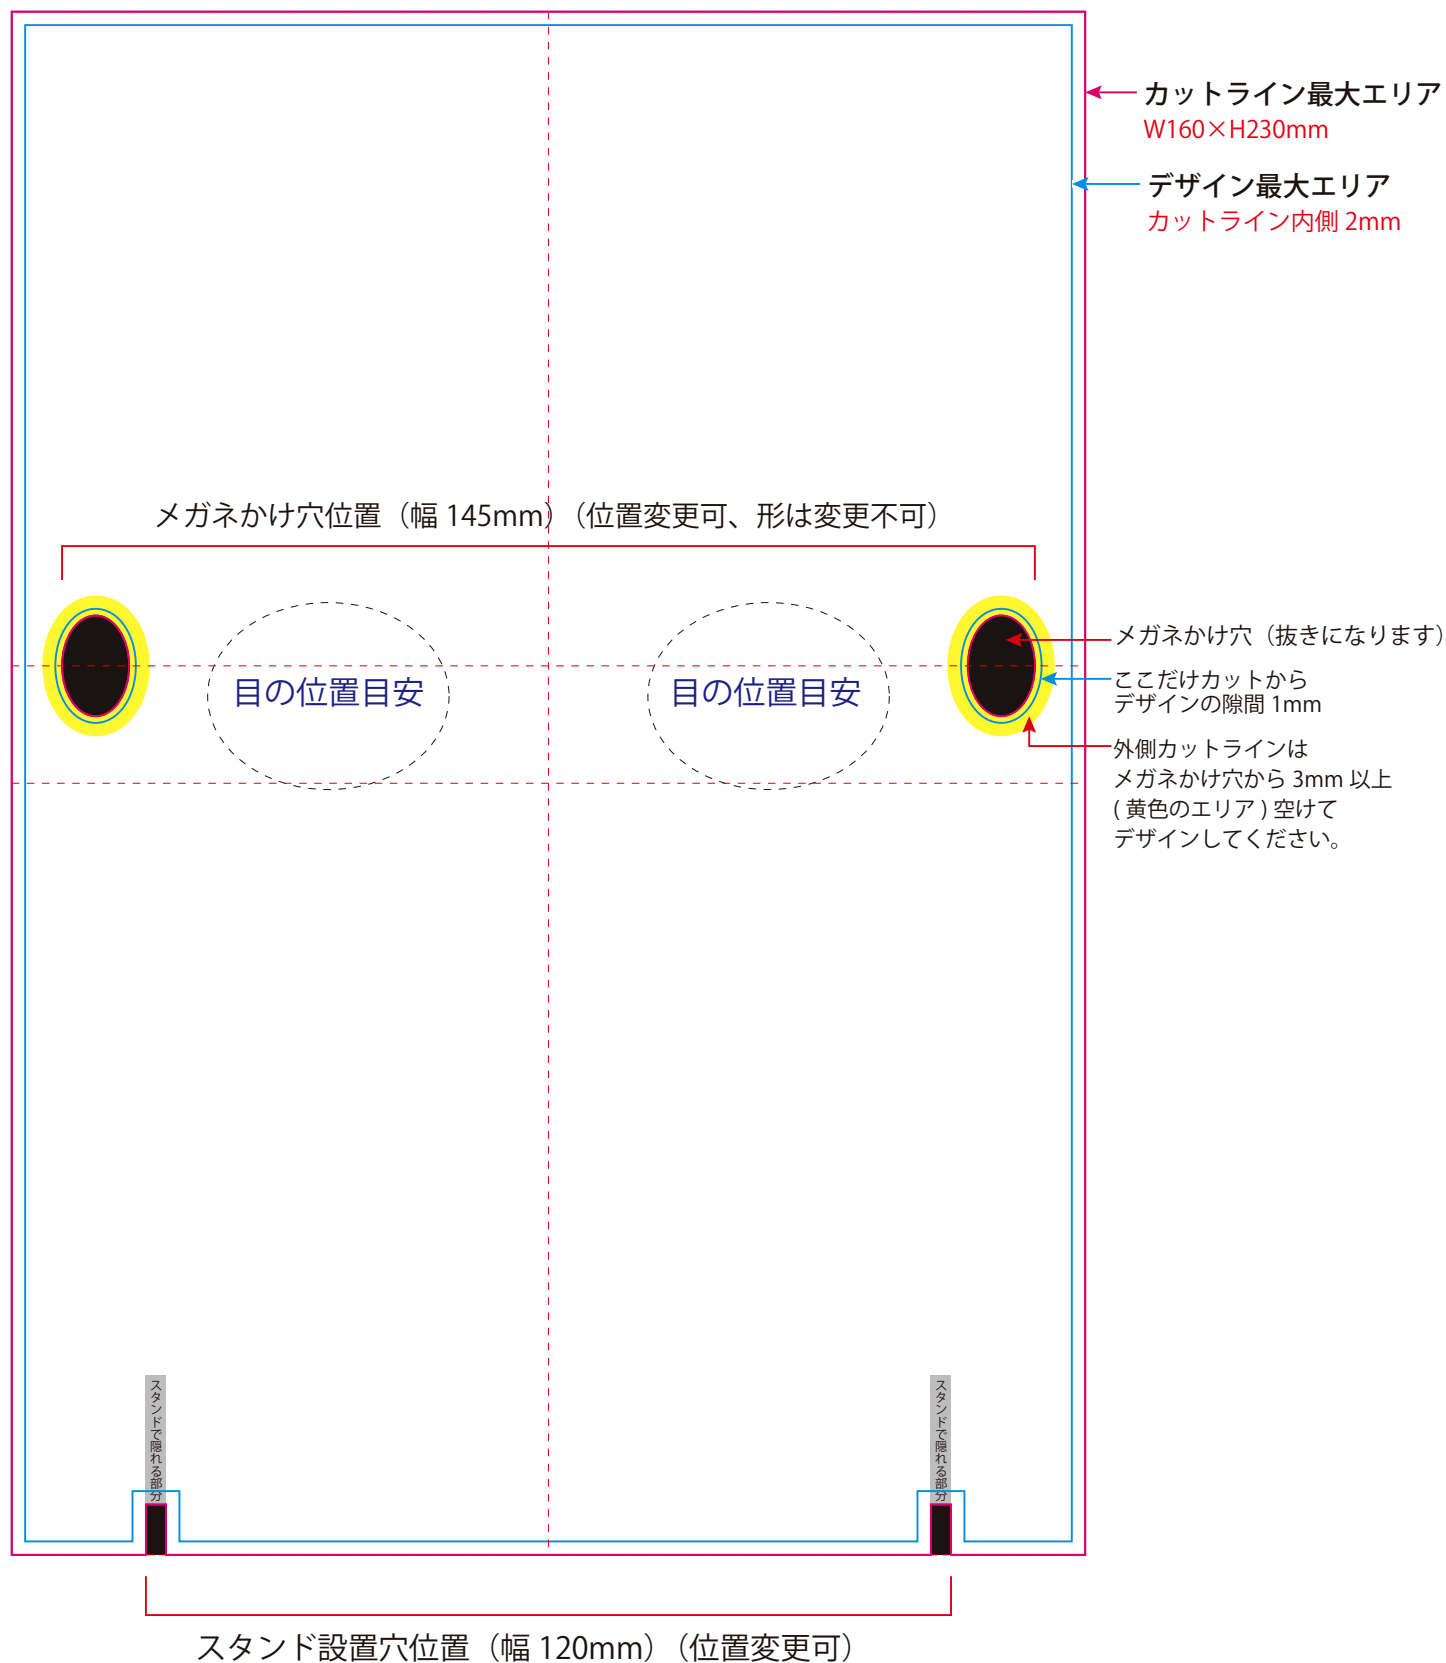 カットライン最大エリア
W160×H230mm
デザイン最大エリア
カットライン内側 2mm
メガネかけ穴位置（幅 145mm）（位置変更可、形は変更不可）
目の位置目安
目の位置目安
メガネかけ穴（抜きになります）
ここだけカットから
デザインの隙間 1mm
外側カットラインは
メガネかけ穴から 3mm 以上
( 黄色のエリア ) 空けて
デザインしてください。
スタンドで隠れる部分
スタンドで隠れる部分
スタンド設置穴位置（幅 120mm）（位置変更可）